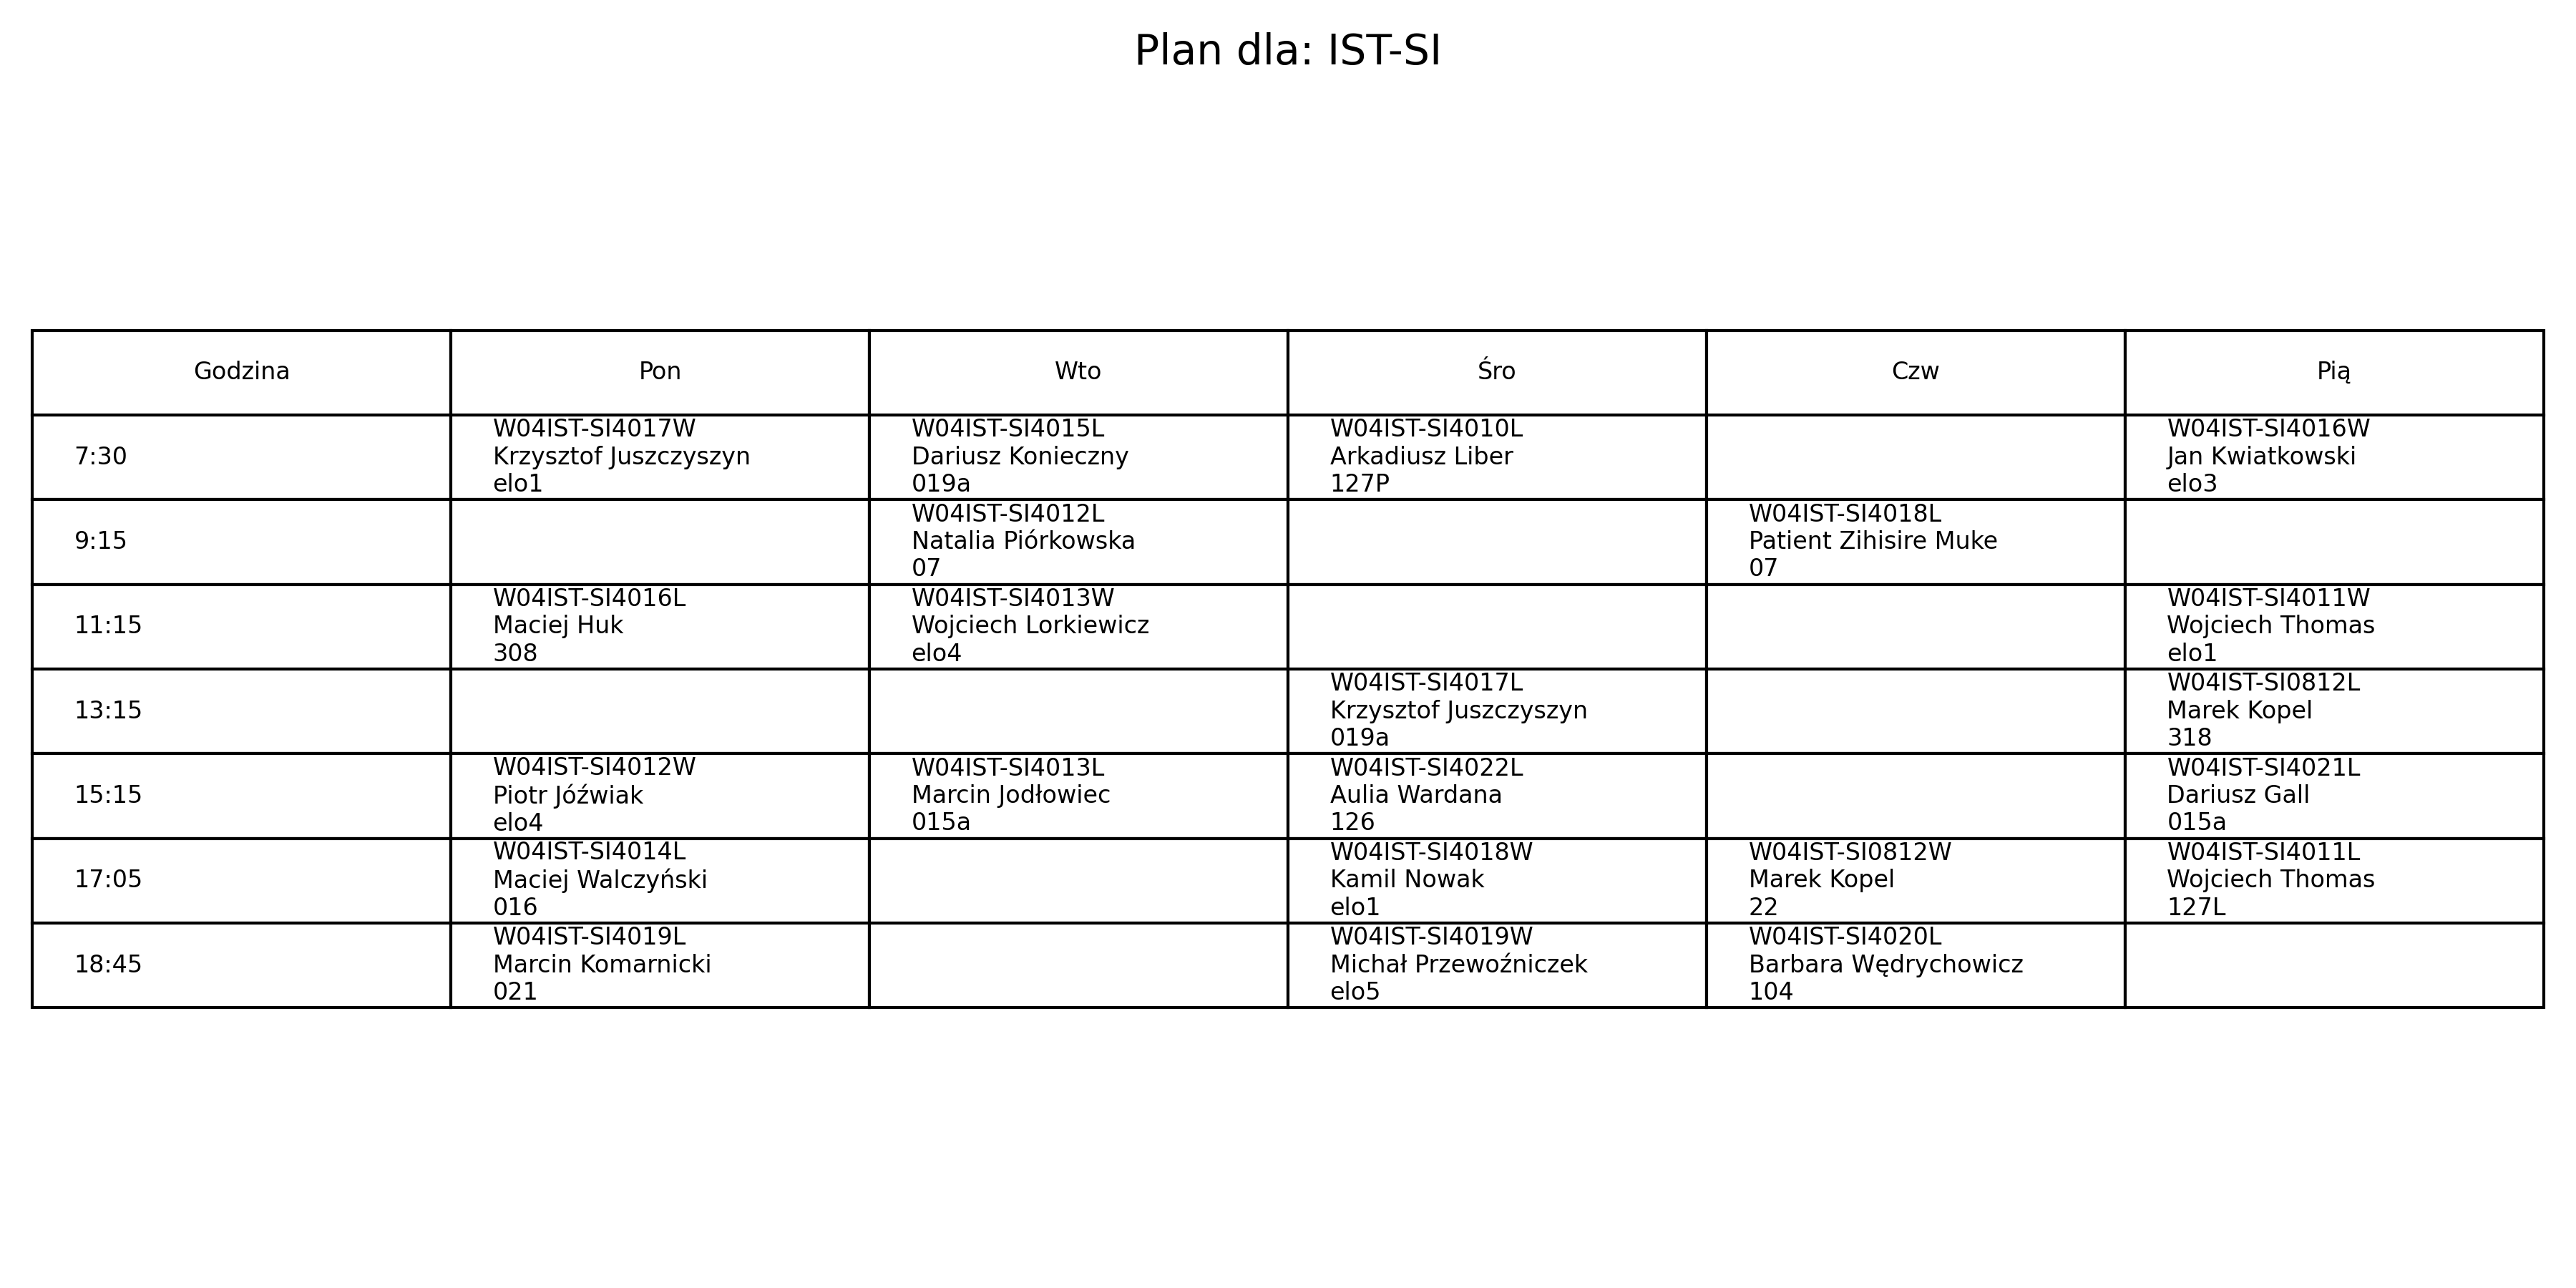 Plan dla: IST-SI
Godzina
Pon
Wto
Śro
Czw
Pią
7:30
W04IST-SI4017W
Krzysztof Juszczyszyn
elo1
W04IST-SI4015L
Dariusz Konieczny
019a
W04IST-SI4010L
Arkadiusz Liber
127P
W04IST-SI4016W
Jan Kwiatkowski
elo3
9:15
W04IST-SI4012L
Natalia Piórkowska
07
W04IST-SI4018L
Patient Zihisire Muke
07
11:15
W04IST-SI4016L
Maciej Huk
308
W04IST-SI4013W
Wojciech Lorkiewicz
elo4
W04IST-SI4011W
Wojciech Thomas
elo1
13:15
W04IST-SI4017L
Krzysztof Juszczyszyn
019a
W04IST-SI0812L
Marek Kopel
318
15:15
W04IST-SI4012W
Piotr Jóźwiak
elo4
W04IST-SI4013L
Marcin Jodłowiec
015a
W04IST-SI4022L
Aulia Wardana
126
W04IST-SI4021L
Dariusz Gall
015a
17:05
W04IST-SI4014L
Maciej Walczyński
016
W04IST-SI4018W
Kamil Nowak
elo1
W04IST-SI0812W
Marek Kopel
22
W04IST-SI4011L
Wojciech Thomas
127L
18:45
W04IST-SI4019L
Marcin Komarnicki
021
W04IST-SI4019W
Michał Przewoźniczek
elo5
W04IST-SI4020L
Barbara Wędrychowicz
104